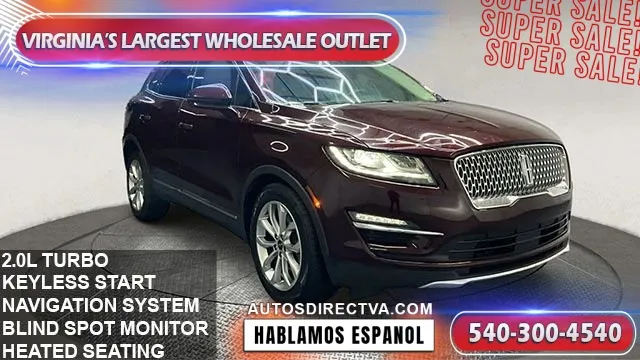 VIRGINIA'S LARGEST WHOLESALE OUTLET
SUPER SALE!
SUPER SALE!
SUPER SALE!
2.0L TURBO
KEYLESS START
NAVIGATION SYSTEM
BLIND SPOT MONITOR
HEATED SEATING
AUTOSDIRECTVA.COM
HABLAMOS ESPANOL
540-300-4540